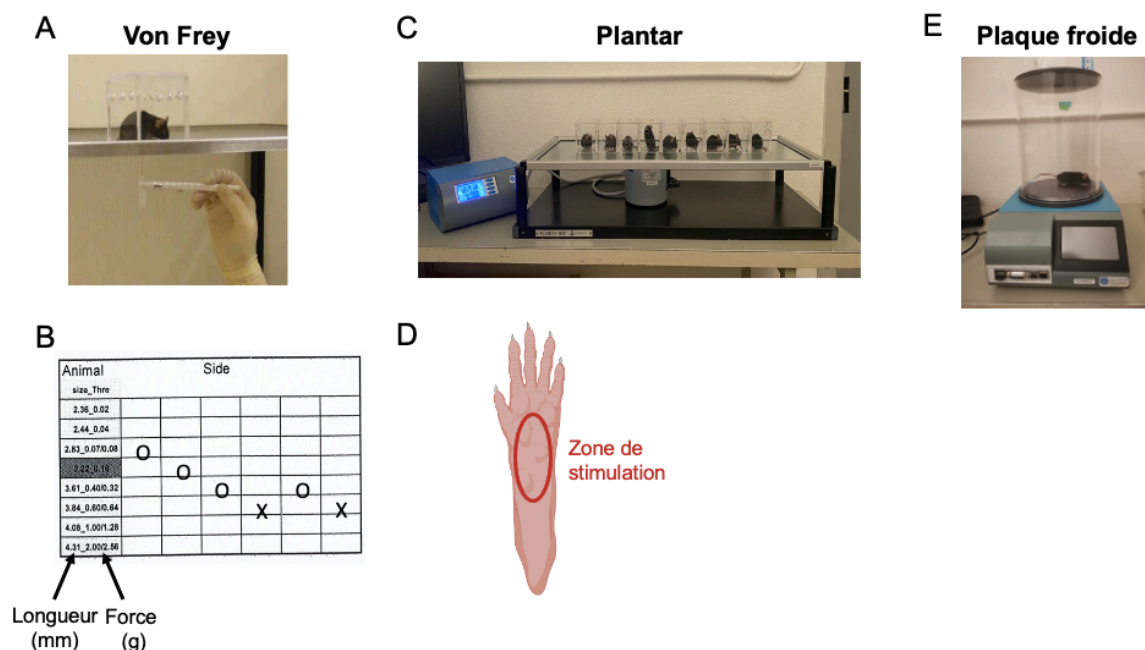 A
Von Frey
C
Plantar
E
Plaque froide
B
Animal Side
size_Thre
2.36_0.02
2.44_0.04
2.83_0.07/0.08 O
3.22_0.16 O
3.61_0.40/0.32 O O
3.84_0.60/0.64 X X
4.08_1.00/1.28
4.31_2.00/2.56
Longueur Force
(mm) (g)
D
Zone de
stimulation